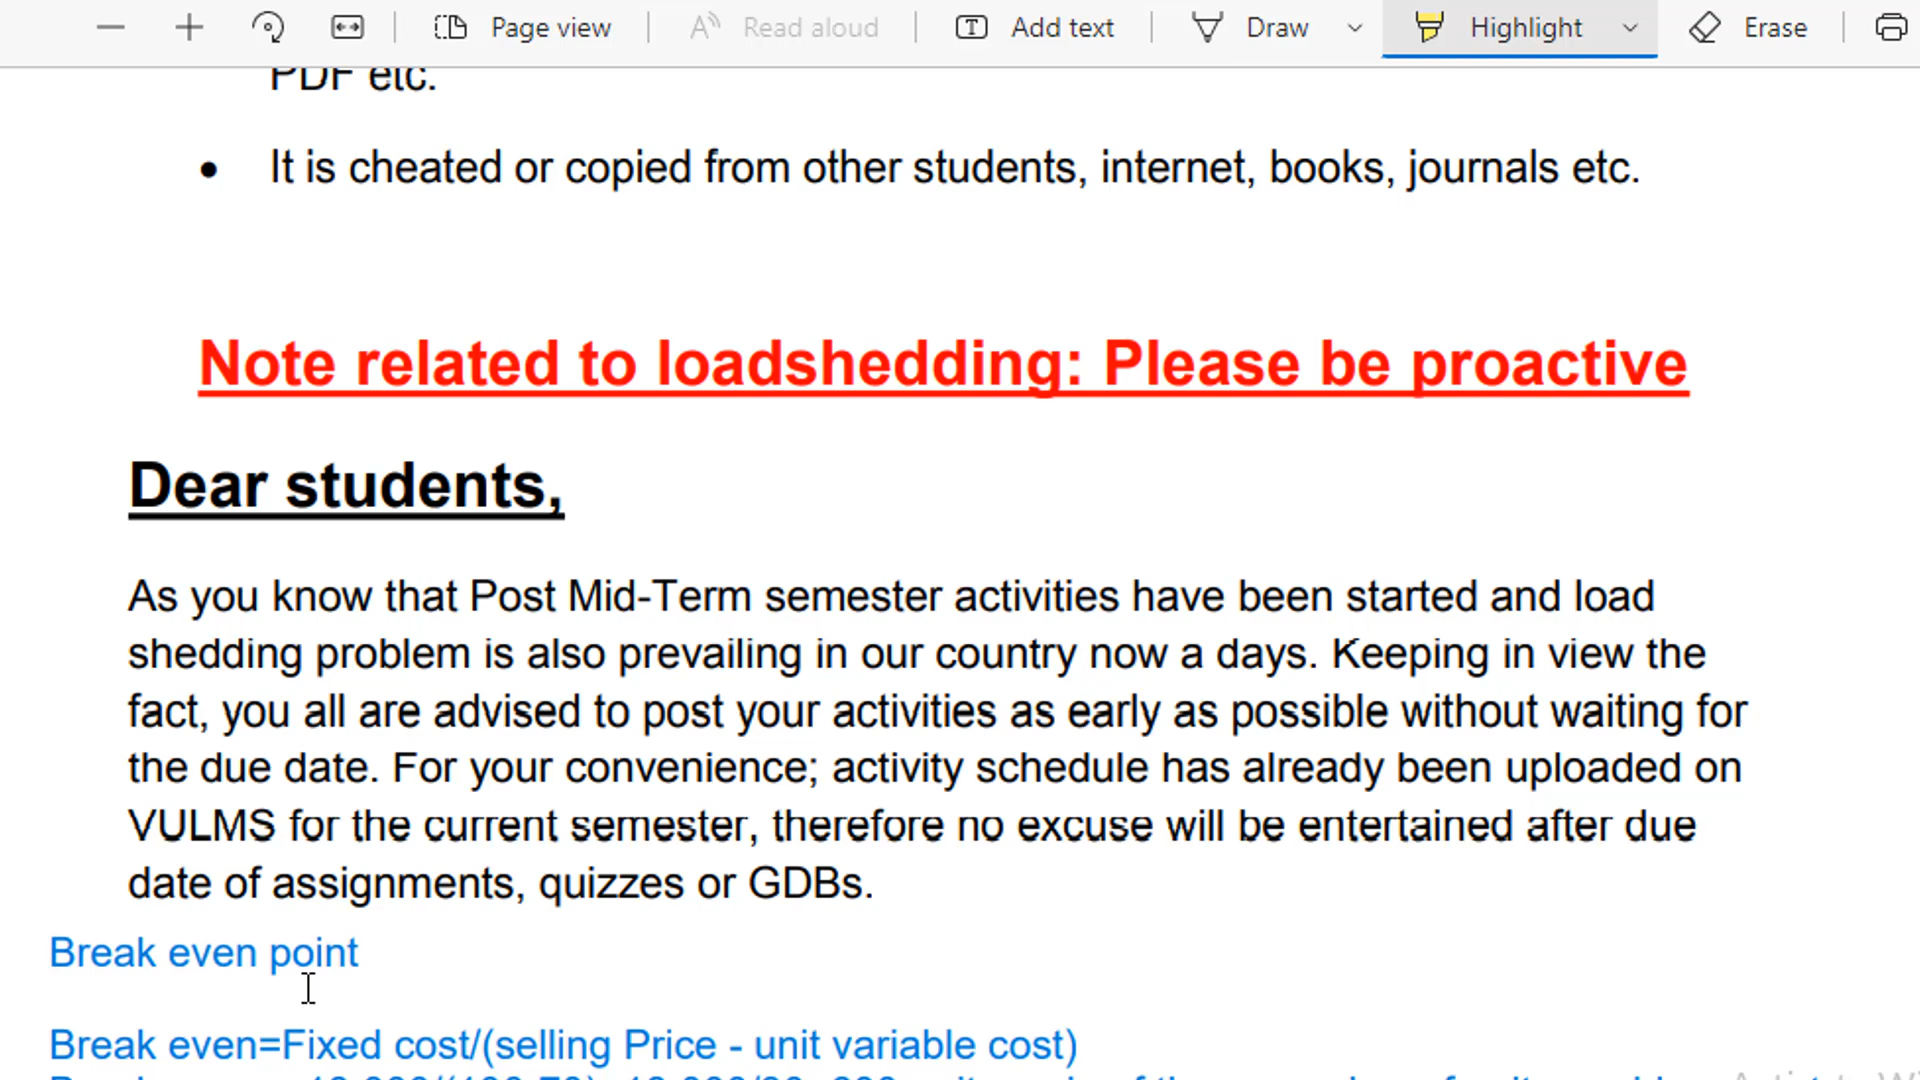 Page view
Read aloud
Add text
Draw
Highlight
Erase
PDF etc.
• It is cheated or copied from other students, internet, books, journals etc.
Note related to loadshedding: Please be proactive
Dear students,
As you know that Post Mid-Term semester activities have been started and load
shedding problem is also prevailing in our country now a days. Keeping in view the
fact, you all are advised to post your activities as early as possible without waiting for
the due date. For your convenience; activity schedule has already been uploaded on
VULMS for the current semester, therefore no excuse will be entertained after due
date of assignments, quizzes or GDBs.
Break even point
Break even=Fixed cost/(selling Price - unit variable cost)